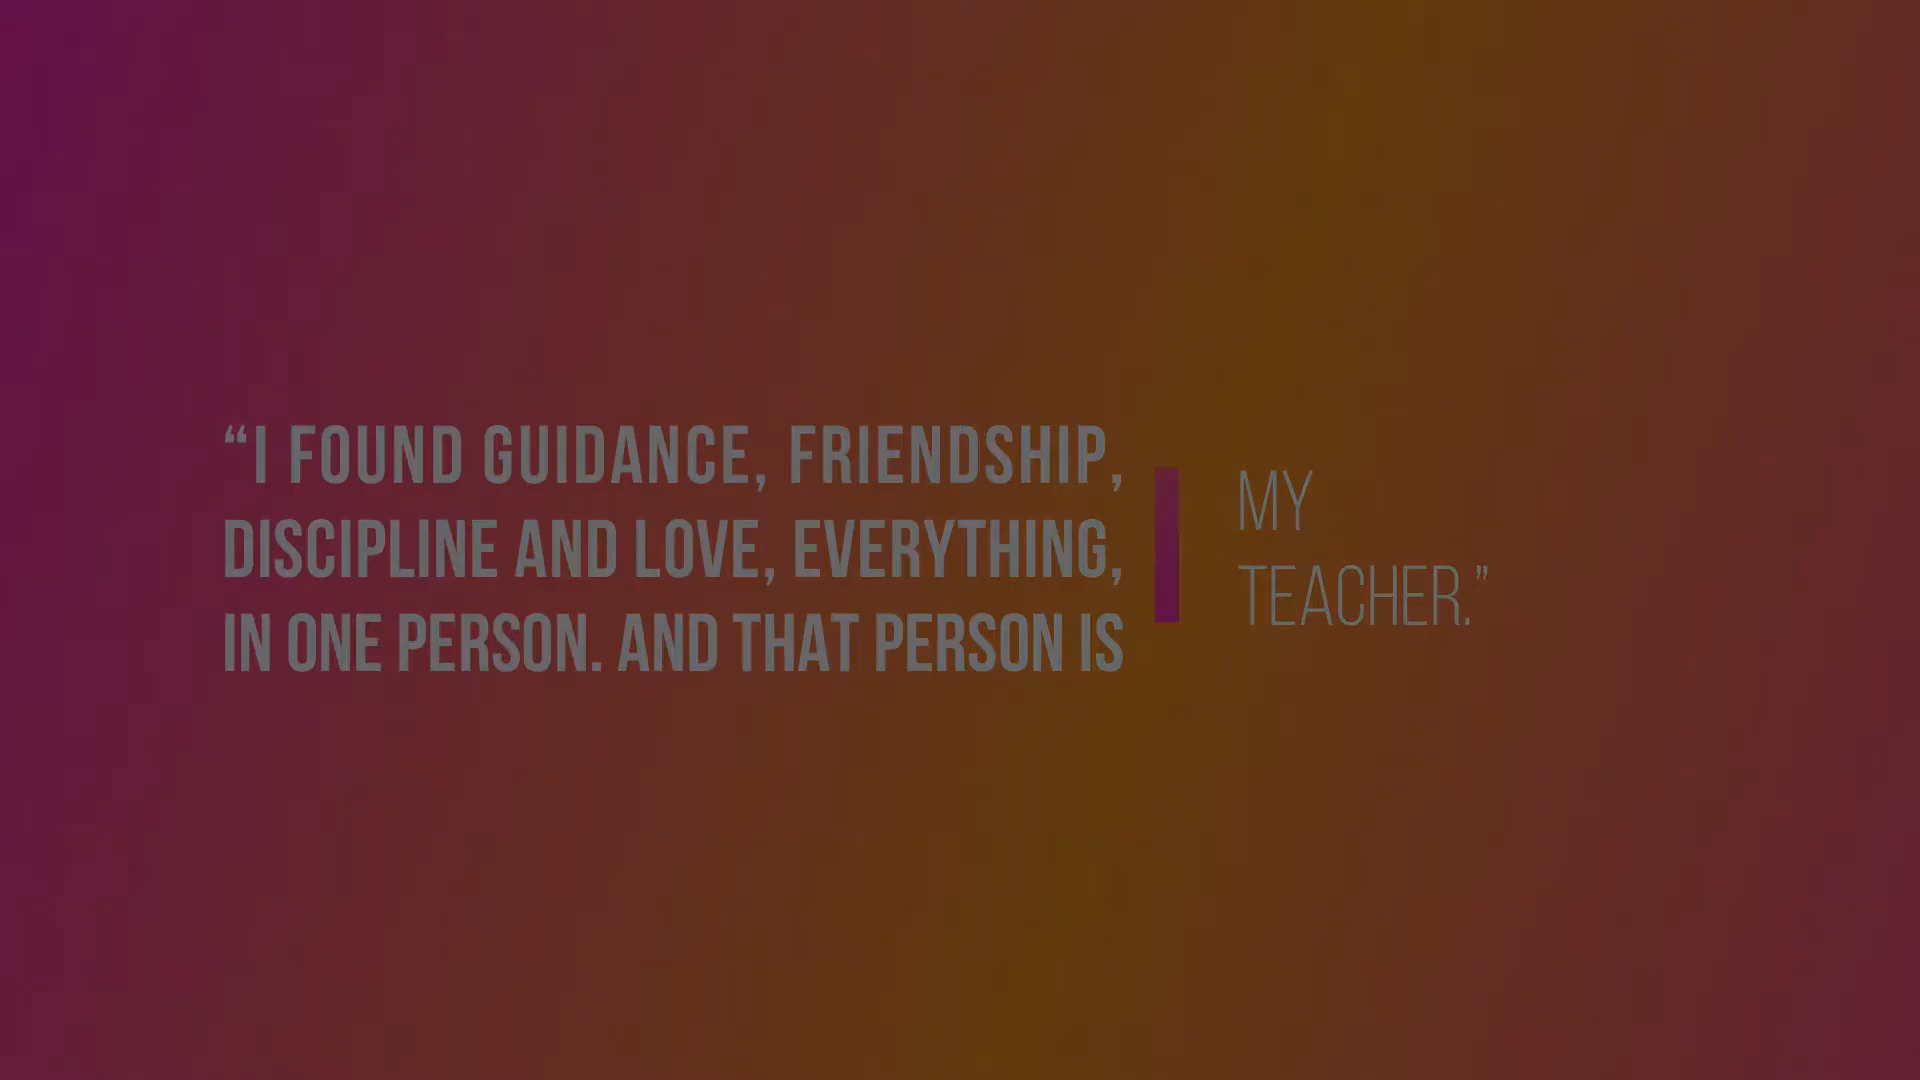 “I FOUND GUIDANCE, FRIENDSHIP,
DISCIPLINE AND LOVE, EVERYTHING,
IN ONE PERSON. AND THAT PERSON IS
MY
TEACHER.”